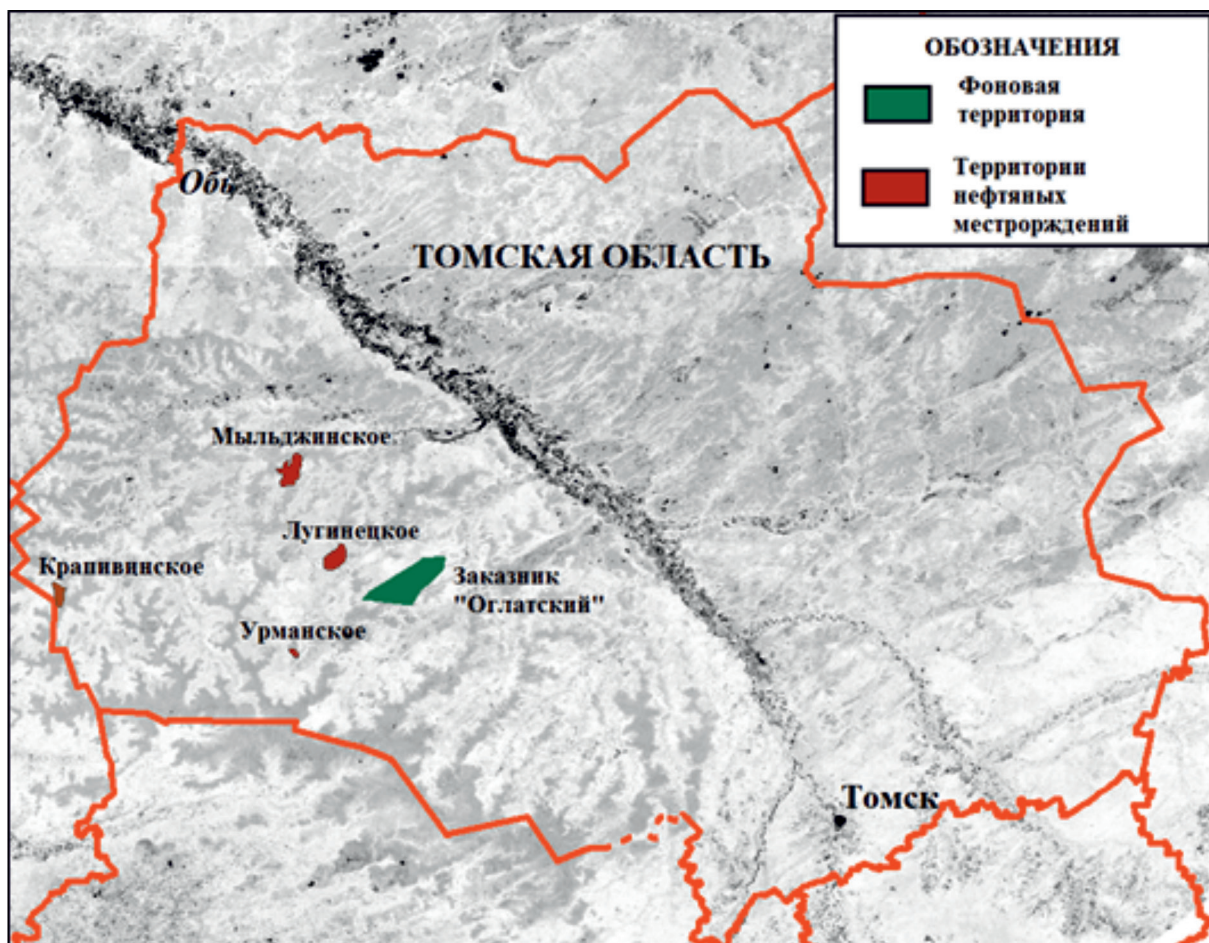 ОБОЗНАЧЕНИЯ
Фоновая
территория
Территории
нефтяных
месторождений
Обь
ТОМСКАЯ ОБЛАСТЬ
Мыльджинское
Лугинецкое
Крапивинское
Заказник
"Оглатский"
Урманское
Томск